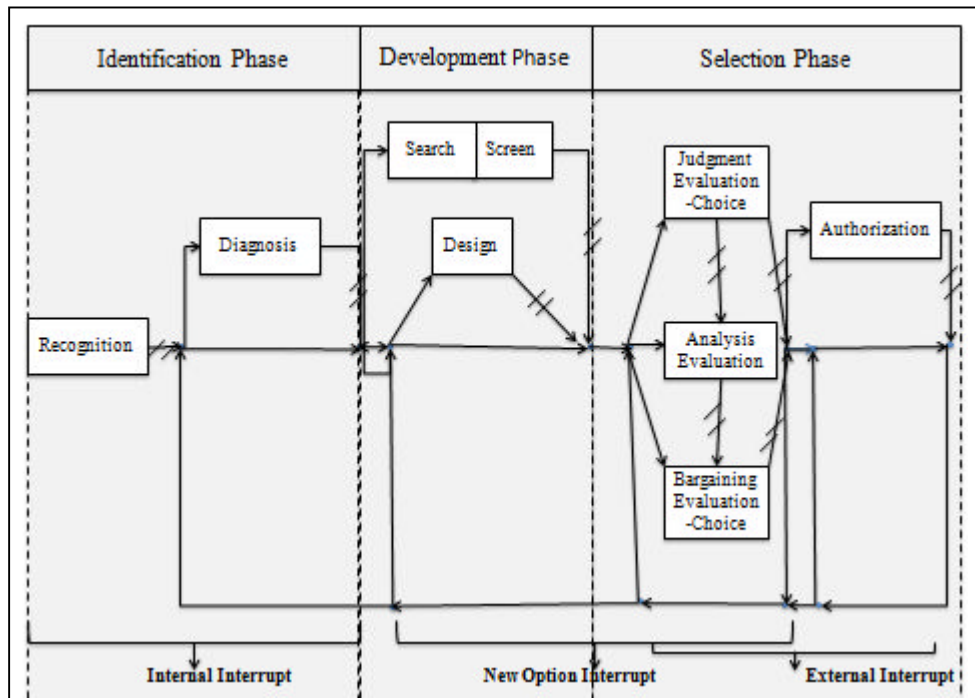 Identification Phase
Development Phase
Selection Phase
Search
Screen
Judgment
Evaluation
-Choice
Diagnosis
Design
Authorization
Recognition
Analysis
Evaluation
Bargaining
Evaluation
-Choice
Internal Interrupt
New Option Interrupt
External Interrupt